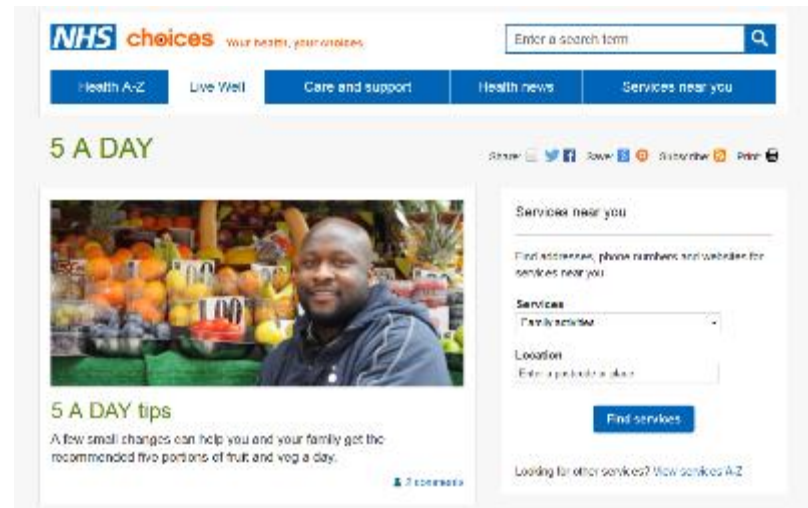 NHS choices Your health, your choices
Enter a search term
Health A-Z Live Well Care and support Health news Services near you
5 A DAY
Share: Save: Subscribe: Print:
Services near you
Find addresses, phone numbers and websites for
services near you
Services
Family activities
Location
Enter a postcode or place
Find services
Looking for other services? View services A-Z
1.00
5 A DAY tips
A few small changes can help you and your family get the
recommended five portions of fruit and veg a day.
2 comments